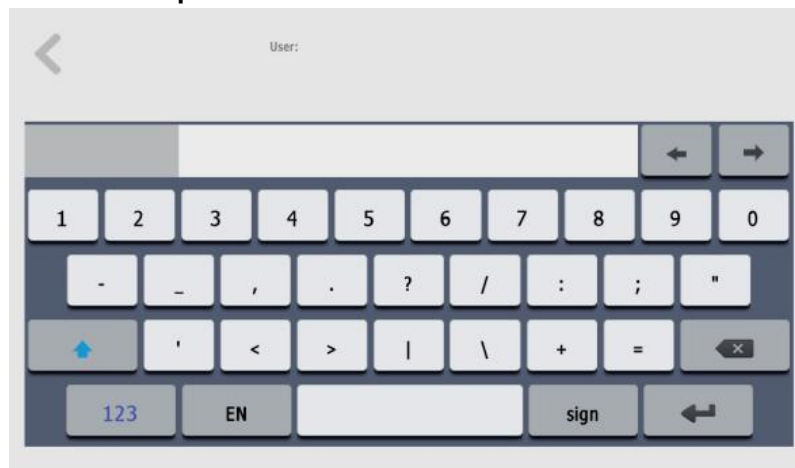 User:
1 2 3 4 5 6 7 8 9 0
- _ , . ? / : ; "
' < > | \ + =
123 EN sign